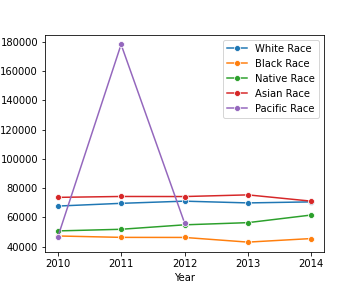 180000
160000
140000
120000
100000
80000
60000
40000
White Race
Black Race
Native Race
Asian Race
Pacific Race
2010 2011 2012 2013 2014
Year